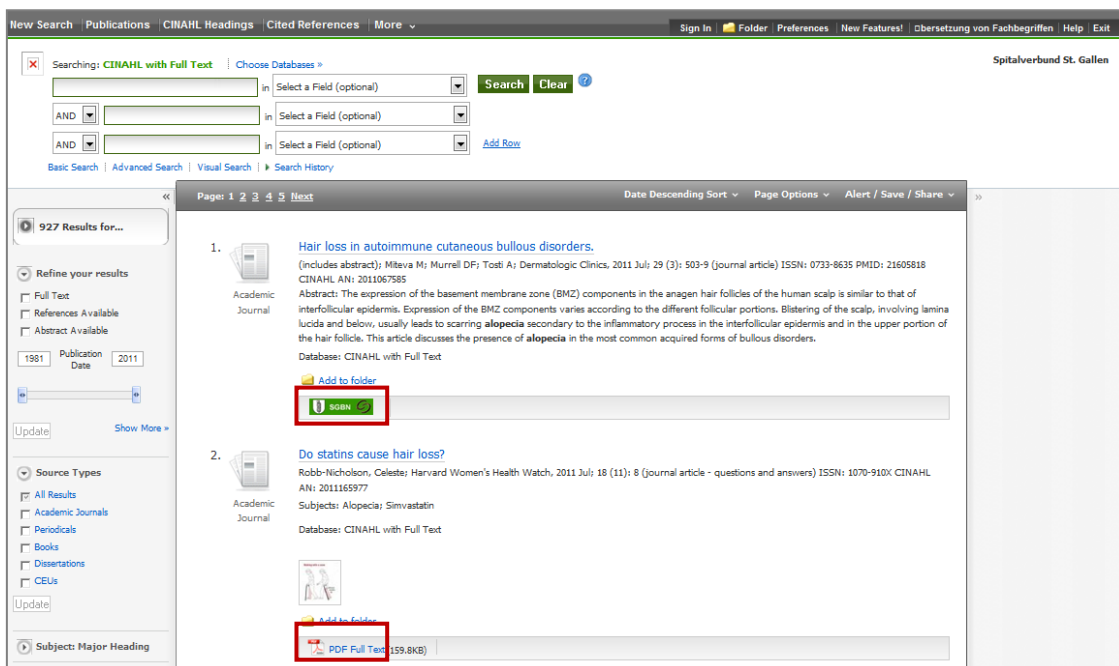 New Search Publications CINAHL Headings Cited References More
Sign In Folder Preferences New Features! Übersetzung von Fachbegriffen Help Exit
Searching: CINAHL with Full Text Choose Databases »
Spitalverbund St. Gallen
in Select a Field (optional) Search Clear ?
AND in Select a Field (optional)
AND in Select a Field (optional) Add Row
Basic Search Advanced Search Visual Search Search History
« Page: 1 2 3 4 5 Next Date Descending Sort Page Options Alert / Save / Share »
927 Results for...
Refine your results
Full Text
References Available
Abstract Available
1981 Publication Date 2011
Update Show More »
Source Types
All Results
Academic Journals
Periodicals
Books
Dissertations
CEUs
Update
Subject: Major Heading
1. Hair loss in autoimmune cutaneous bullous disorders.
Academic
Journal
(includes abstract); Miteva M; Murrell DF; Tosti A; Dermatologic Clinics, 2011 Jul; 29 (3): 503-9 (journal article) ISSN: 0733-8635 PMID: 21605818
CINAHL AN: 2011067585
Abstract: The expression of the basement membrane zone (BMZ) components in the anagen hair follicles of the human scalp is similar to that of
interfollicular epidermis. Expression of the BMZ components varies according to the different follicular portions. Blistering of the scalp, involving lamina
lucida and below, usually leads to scarring alopecia secondary to the inflammatory process in the interfollicular epidermis and in the upper portion of
the hair follicle. This article discusses the presence of alopecia in the most common acquired forms of bullous disorders.
Database: CINAHL with Full Text
Add to folder
SGBN
2. Do statins cause hair loss?
Academic
Journal
Robb-Nicholson, Celeste; Harvard Women's Health Watch, 2011 Jul; 18 (11): 8 (journal article - questions and answers) ISSN: 1070-910X CINAHL
AN: 2011165977
Subjects: Alopecia; Simvastatin
Database: CINAHL with Full Text
Add to folder
PDF Full Text (159.8KB)